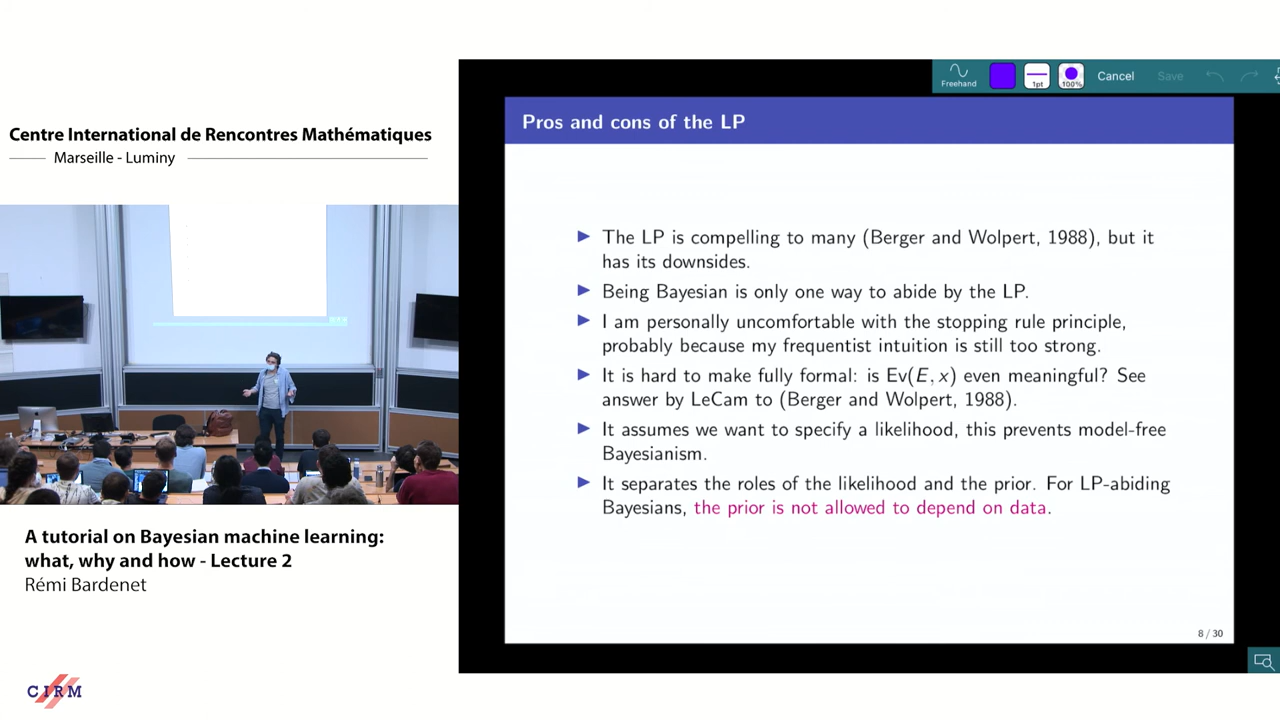 Centre International de Rencontres Mathématiques
Marseille - Luminy
A tutorial on Bayesian machine learning:
what, why and how - Lecture 2
Rémi Bardenet
CIRM
Freehand
1pt
100%
Cancel
Save
Pros and cons of the LP
▶ The LP is compelling to many (Berger and Wolpert, 1988), but it
has its downsides.
▶ Being Bayesian is only one way to abide by the LP.
▶ I am personally uncomfortable with the stopping rule principle,
probably because my frequentist intuition is still too strong.
▶ It is hard to make fully formal: is Ev(E, x) even meaningful? See
answer by LeCam to (Berger and Wolpert, 1988).
▶ It assumes we want to specify a likelihood, this prevents model-free
Bayesianism.
▶ It separates the roles of the likelihood and the prior. For LP-abiding
Bayesians, the prior is not allowed to depend on data.
8 / 30